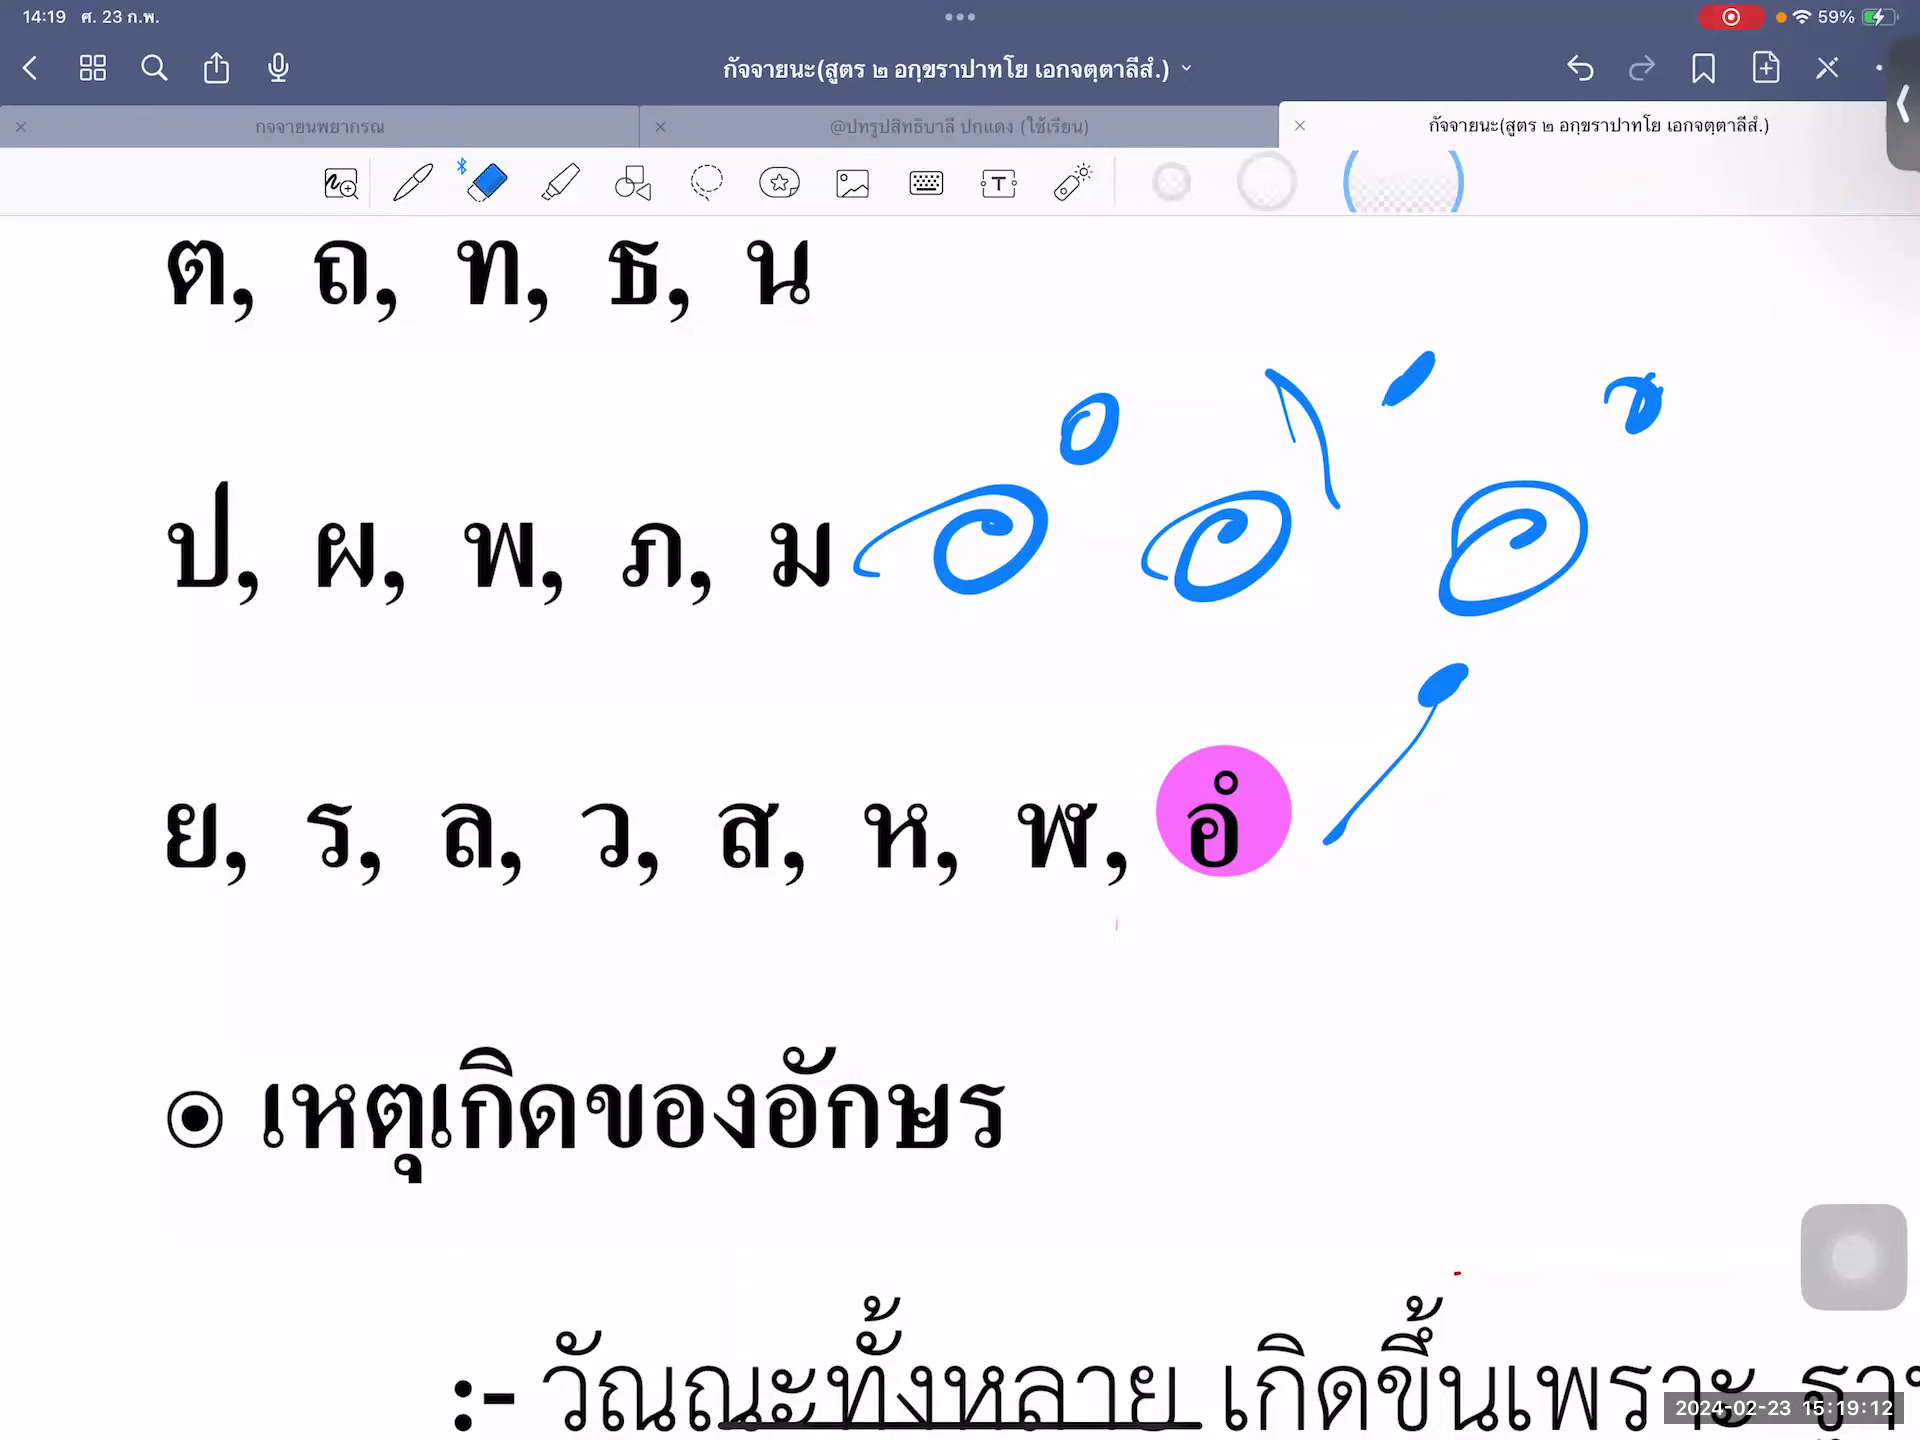 14:19 ศ. 23 ก.พ.
59%
กัจจายนะ(สูตร ๒ อกฺขราปาทโย เอกจตฺตาลีสํ.)
กจจายนพยากรณ
@ปทรูปสิทธิบาลี ปกแดง (ใช้เรียน)
กัจจายนะ(สูตร ๒ อกฺขราปาทโย เอกจตฺตาลีสํ.)
ต, ถ, ท, ธ, น
ป, ผ, พ, ภ, ม
ย, ร, ล, ว, ส, ห, ฬ, อํ
เหตุเกิดของอักษร
:- วัณณะทั้งหลาย เกิดขึ้นเพราะ
2024-02-23 15:19:12